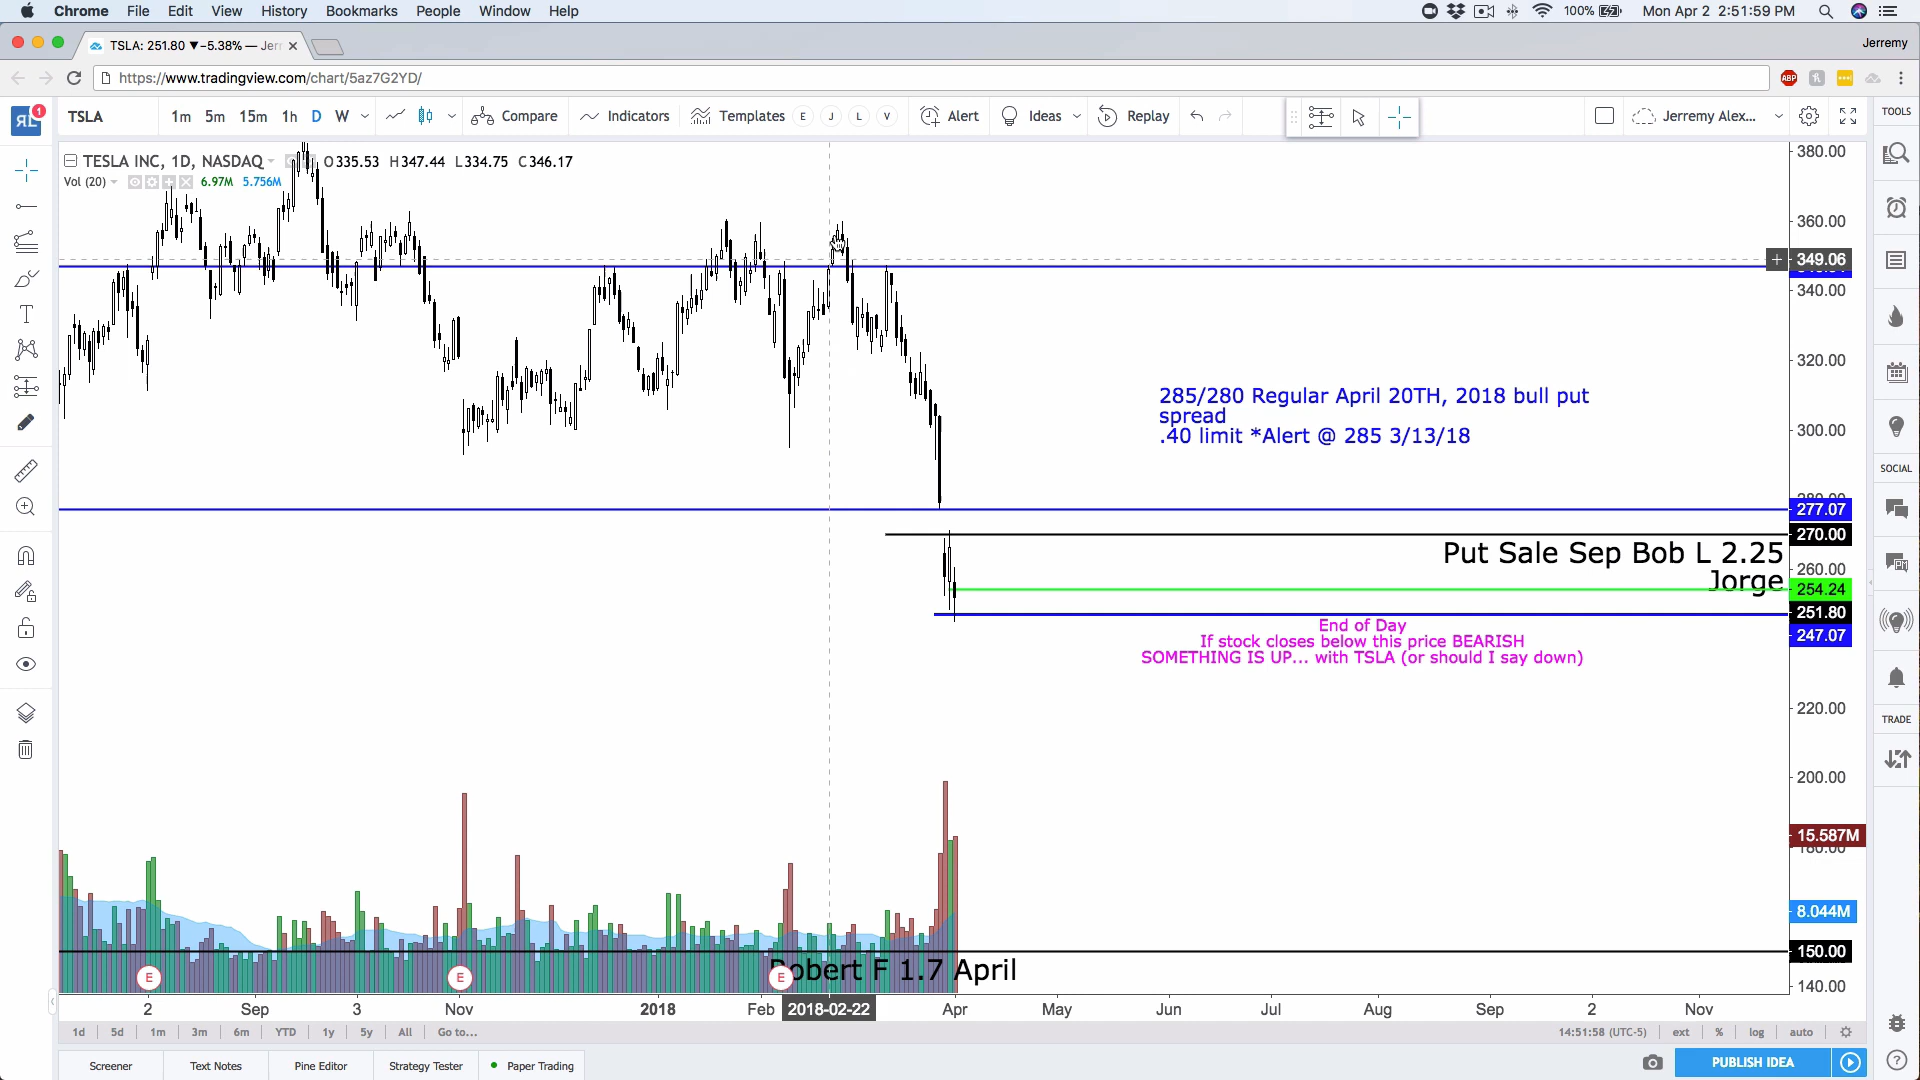 Chrome File Edit View History Bookmarks People Window Help 100% Mon Apr 2 2:51:59 PM
TSLA: 251.80 ▼−5.38% — Jer Jerremy
https://www.tradingview.com/chart/5az7G2YD/ ABP
1 TSLA 1m 5m 15m 1h D W Compare Indicators Templates E J L V Alert Ideas Replay Jeremy Alex... TOOLS
TESLA INC, 1D, NASDAQ O335.53 H347.44 L334.75 C346.17
Vol (20) 6.97M 5.756M
380.00
360.00
349.06
340.00
320.00
285/280 Regular April 20TH, 2018 bull put
spread
.40 limit *Alert @ 285 3/13/18
300.00
SOCIAL
277.07
270.00
Put Sale Sep Bob L 2.25
260.00
Jorge
254.24
251.80
247.07
End of Day
If stock closes below this price BEARISH
SOMETHING IS UP... with TSLA (or should I say down)
220.00
TRADE
200.00
15.587M
180.00
8.044M
150.00
E E E obert F 1.7 April
140.00
2 Sep 3 Nov 2018 Feb 2018-02-22 Apr May Jun Jul Aug Sep 2 Nov
1d 5d 1m 3m 6m YTD 1y 5y All Go to... 14:51:58 (UTC-5) ext % log auto
Screener Text Notes Pine Editor Strategy Tester Paper Trading PUBLISH IDEA